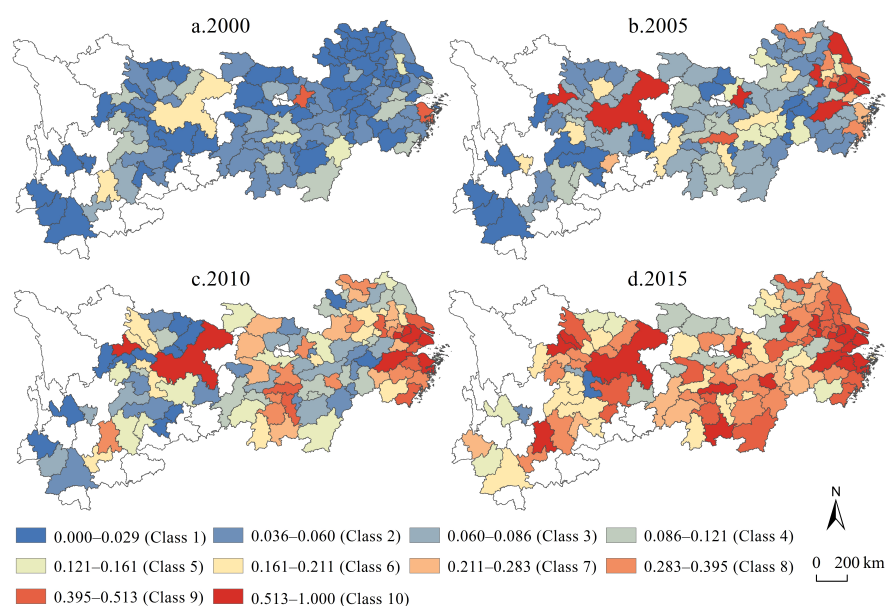 a.2000
b.2005
c.2010
d.2015
N
0.000–0.029 (Class 1)
0.036–0.060 (Class 2)
0.060–0.086 (Class 3)
0.086–0.121 (Class 4)
0.121–0.161 (Class 5)
0.161–0.211 (Class 6)
0.211–0.283 (Class 7)
0.283–0.395 (Class 8)
0 200 km
0.395–0.513 (Class 9)
0.513–1.000 (Class 10)